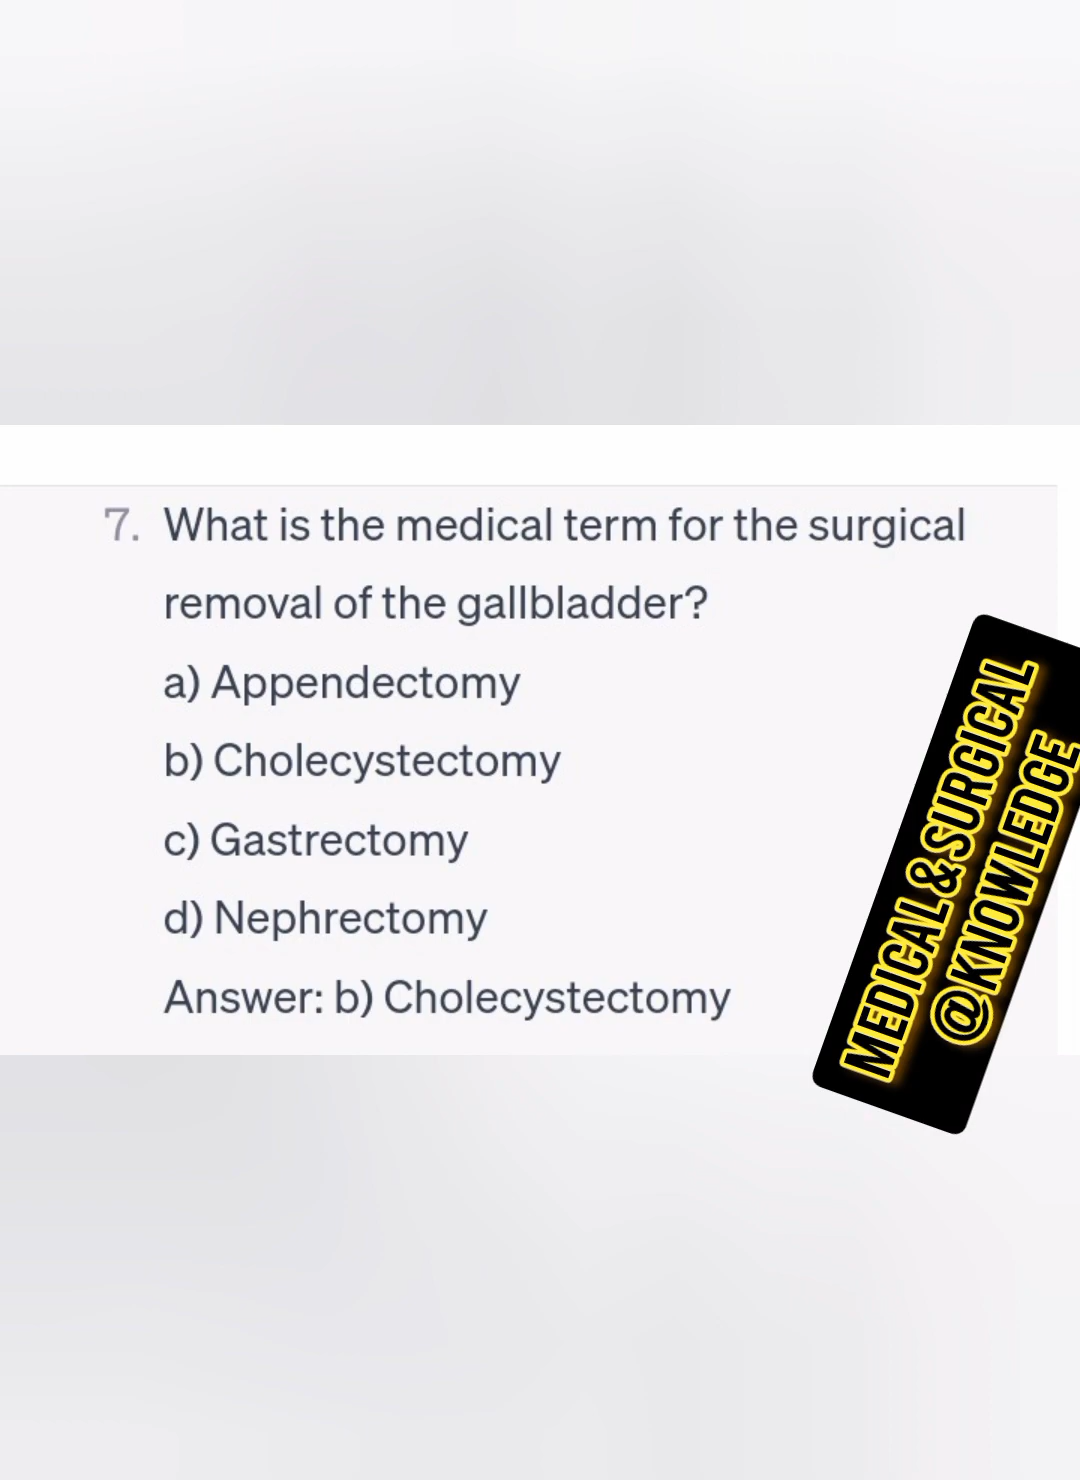 7. What is the medical term for the surgical
removal of the gallbladder?
a) Appendectomy
b) Cholecystectomy
c) Gastrectomy
d) Nephrectomy
Answer: b) Cholecystectomy
MEDICAL & SURGICAL
@KNOWLEDGE